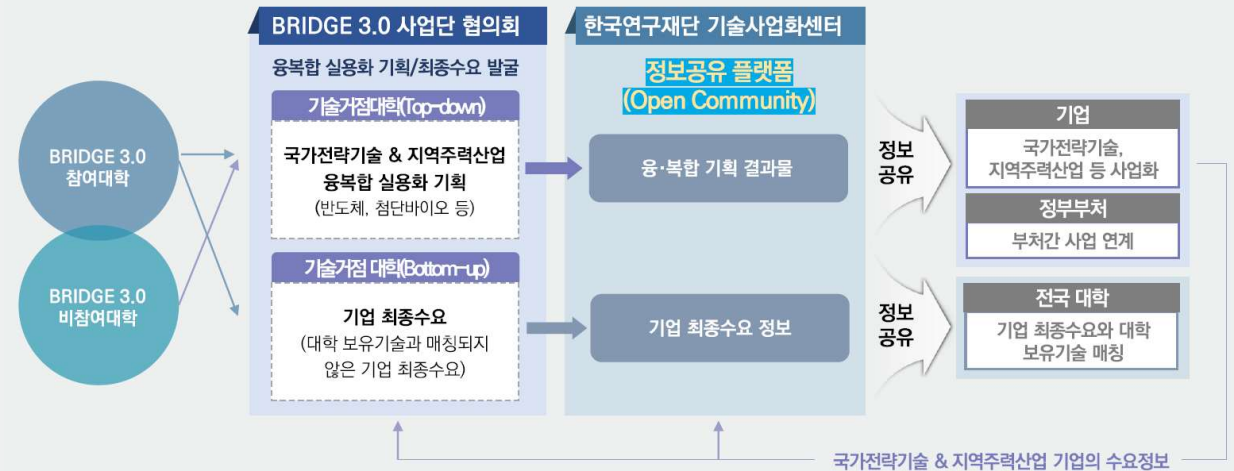 BRIDGE 3.0
참여대학
BRIDGE 3.0
비참여대학
BRIDGE 3.0 사업단 협의회
융복합 실용화 기획/최종수요 발굴
기술거점대학(Top-down)
국가전략기술 & 지역주력산업
융복합 실용화 기획
(반도체, 첨단바이오 등)
기술거점 대학(Bottom-up)
기업 최종수요
(대학 보유기술과 매칭되지
않은 기업 최종수요)
한국연구재단 기술사업화센터
정보공유 플랫폼
(Open Community)
융·복합 기획 결과물
기업 최종수요 정보
정보
공유
정보
공유
기업
국가전략기술,
지역주력산업 등 사업화
정부부처
부처간 사업 연계
전국 대학
기업 최종수요와 대학
보유기술 매칭
국가전략기술 & 지역주력산업 기업의 수요정보